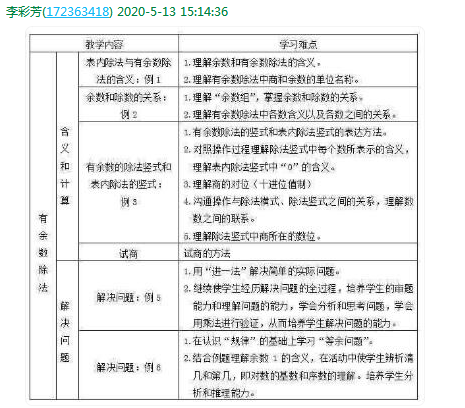 李彩芳(172363418) 2020-5-13 15:14:36
教学内容
学习难点
有余数除法
含义和计算
表内除法与有余数除
法的含义：例1
1.理解余数和有余数除法的含义。
2.理解有余数除法中商和余数的单位名称。
余数和除数的关系：
例2
1.理解“余数组”，掌握余数和除数的关系。
2.理解有余数除法中各数含义以及各数之间的关系。
有余数的除法竖式和
表内除法的竖式：
例3
1.有余数除法的竖式和表内除法竖式的表达方法。
2.对照操作过程理解除法竖式中每个数所表示的含义，
理解表内除法竖式中“0”的含义。
3.理解商的对位（十进位值制）
4.沟通操作与除法横式、除法竖式之间的关系，理解数
数之间的联系。
5.理解除法竖式中商所在的数位。
试商
试商的方法
解决问题
解决问题：例5
1.用“进一法”解决简单的实际问题。
2.继续使学生经历解决问题的全过程，培养学生的审题
能力和理解问题的能力，学会分析和思考问题，学会
用乘法进行验证，从而培养学生解决问题的能力。
解决问题：例6
1.在认识“规律”的基础上学习“等余问题”。
2.结合例题理解余数1的含义，在活动中使学生辨析清
几和第几，即对数的基数和序数的理解。培养学生分
析和推理能力。